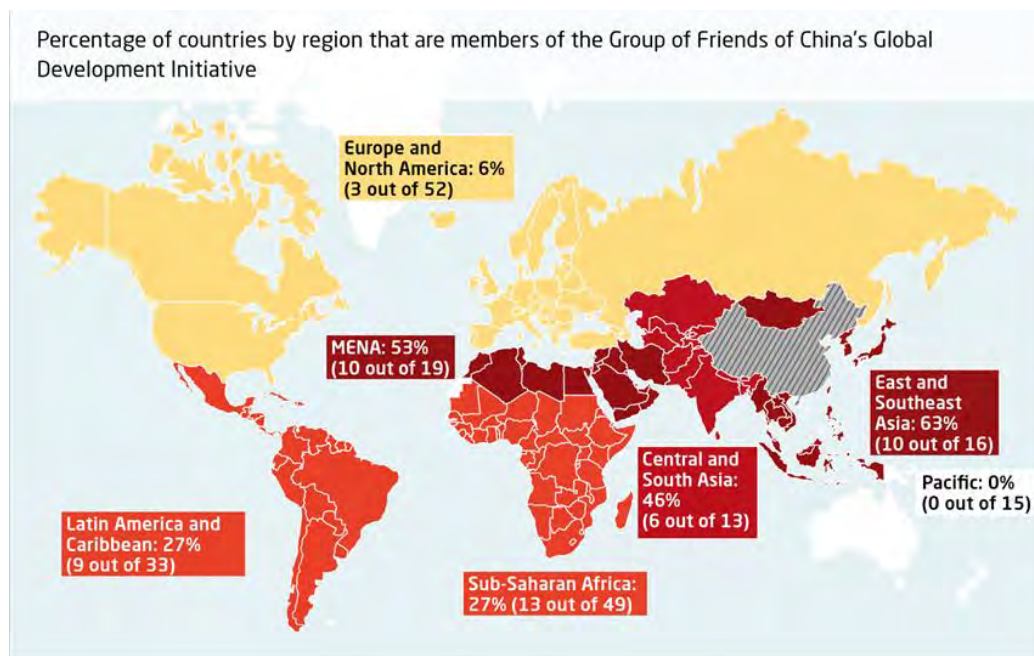 Percentage of countries by region that are members of the Group of Friends of China's Global
Development Initiative
Europe and
North America: 6%
(3 out of 52)
MENA: 53%
(10 out of 19)
East and
Southeast
Asia: 63%
(10 out of 16)
Central and
South Asia:
46%
(6 out of 13)
Pacific: 0%
(0 out of 15)
Latin America and
Caribbean: 27%
(9 out of 33)
Sub-Saharan Africa:
27% (13 out of 49)